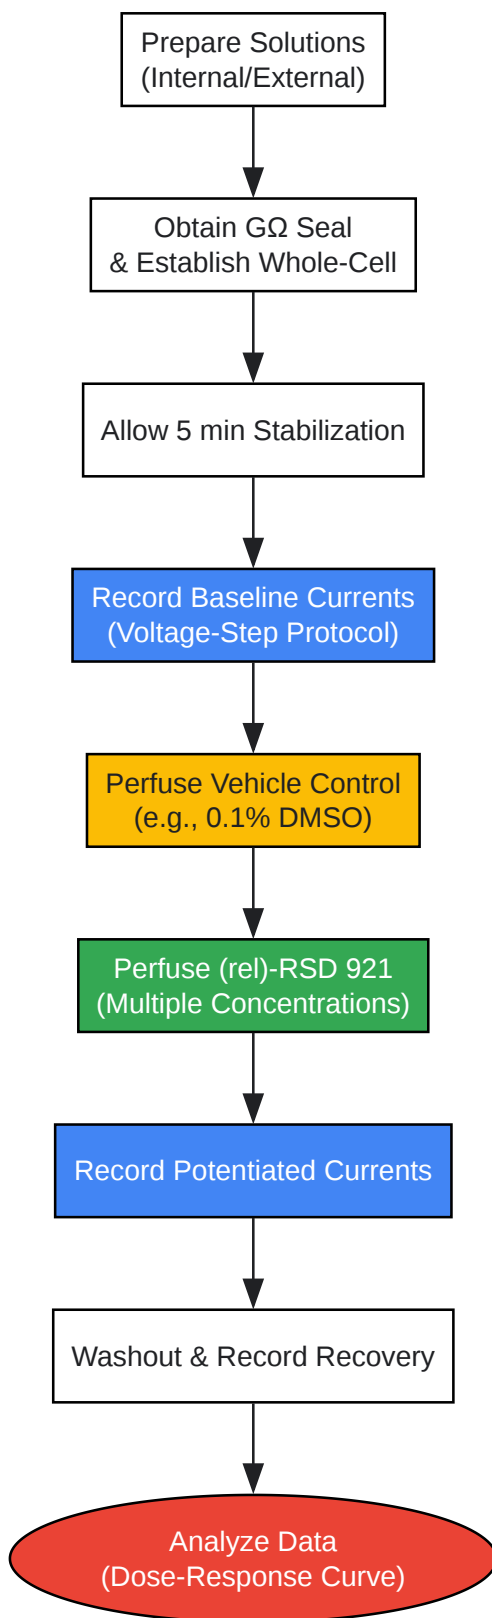 Prepare Solutions
(Internal/External)
Obtain GΩ Seal
& Establish Whole-Cell
Allow 5 min Stabilization
Record Baseline Currents
(Voltage-Step Protocol)
Perfuse Vehicle Control
(e.g., 0.1% DMSO)
Perfuse (rel)-RSD 921
(Multiple Concentrations)
Record Potentiated Currents
Washout & Record Recovery
Analyze Data
(Dose-Response Curve)